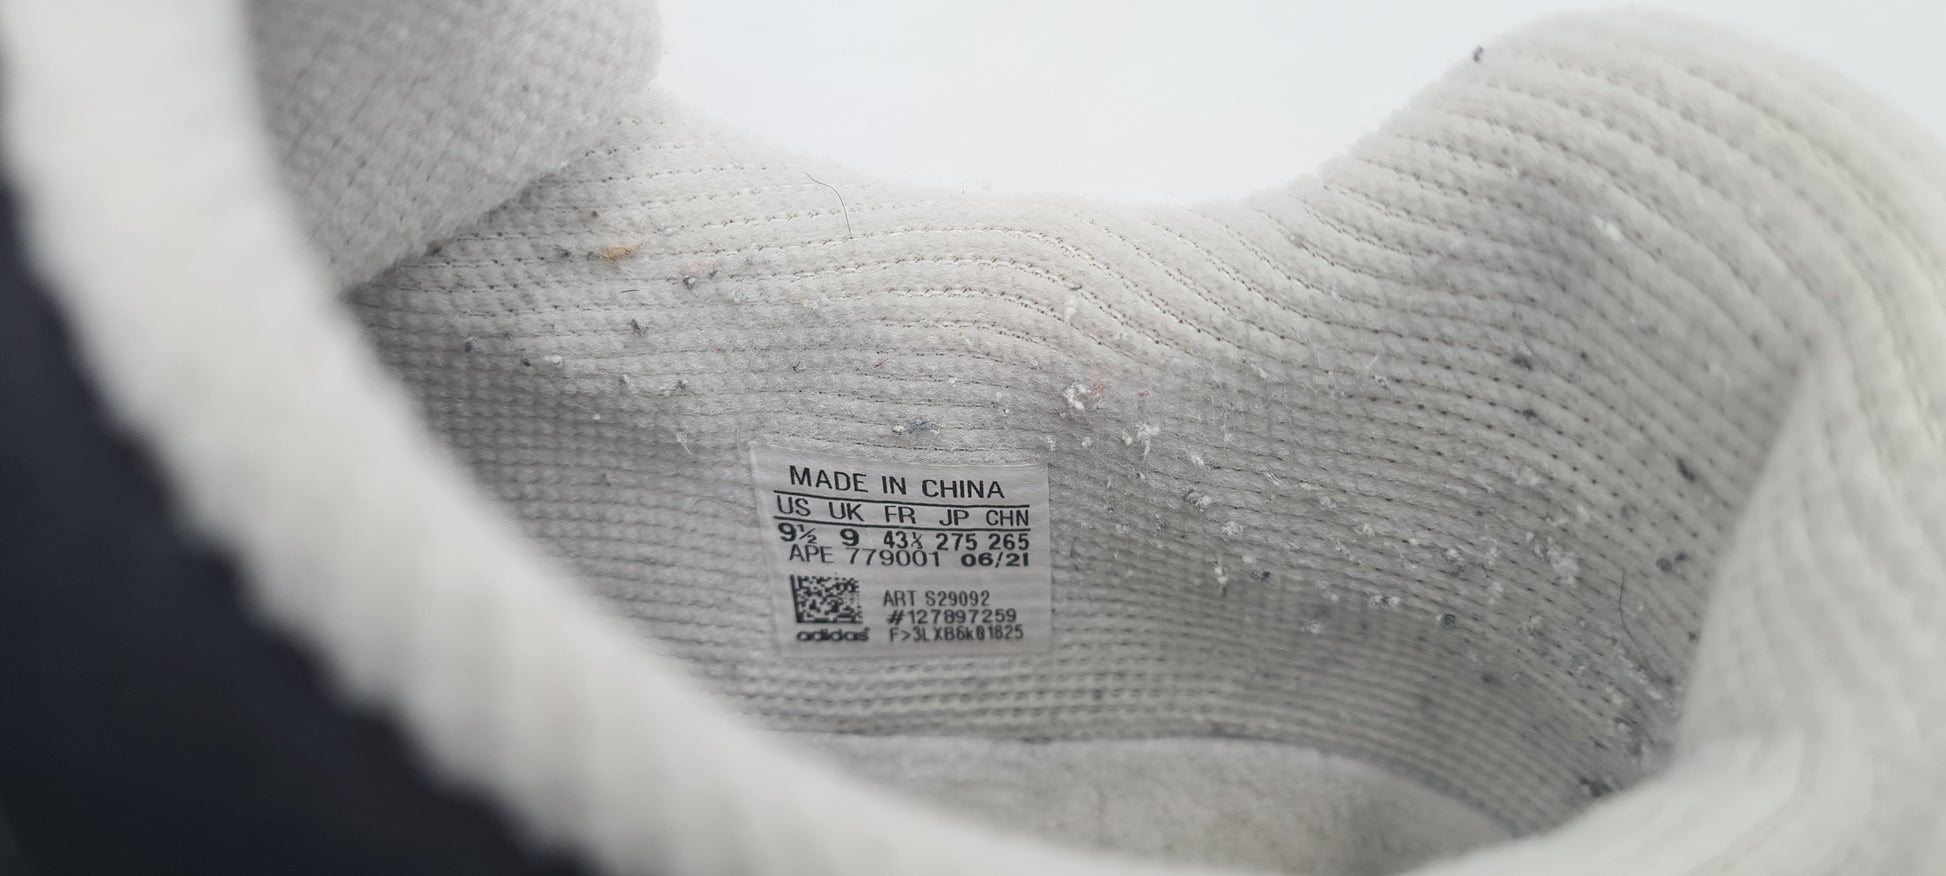 MADE IN CHINA
US UK FR JP CHN
9½ 9 43⅓ 275 265
APE 779001 06/21
ART S29092
#127897259
adidas F>3LXB6k01825